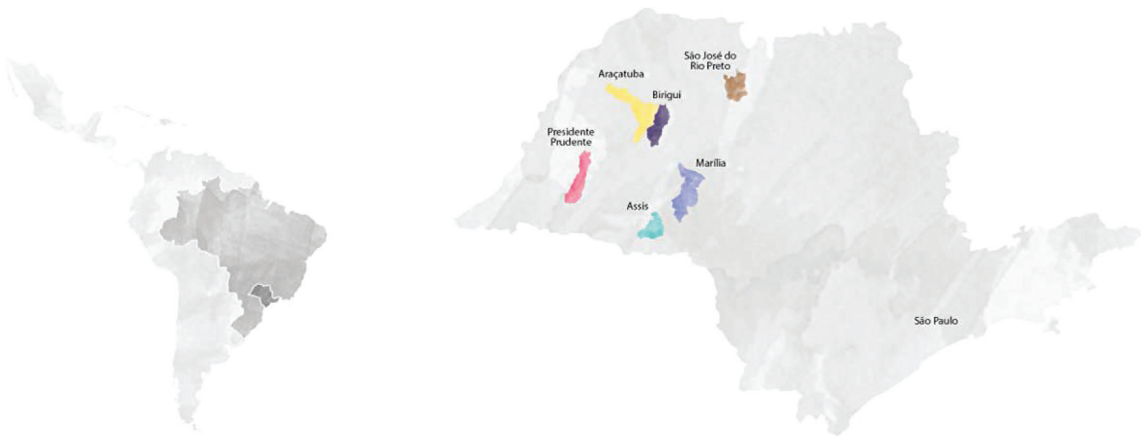 São José do
Rio Preto
Araçatuba
Birigui
Presidente
Prudente
Marília
Assis
São Paulo